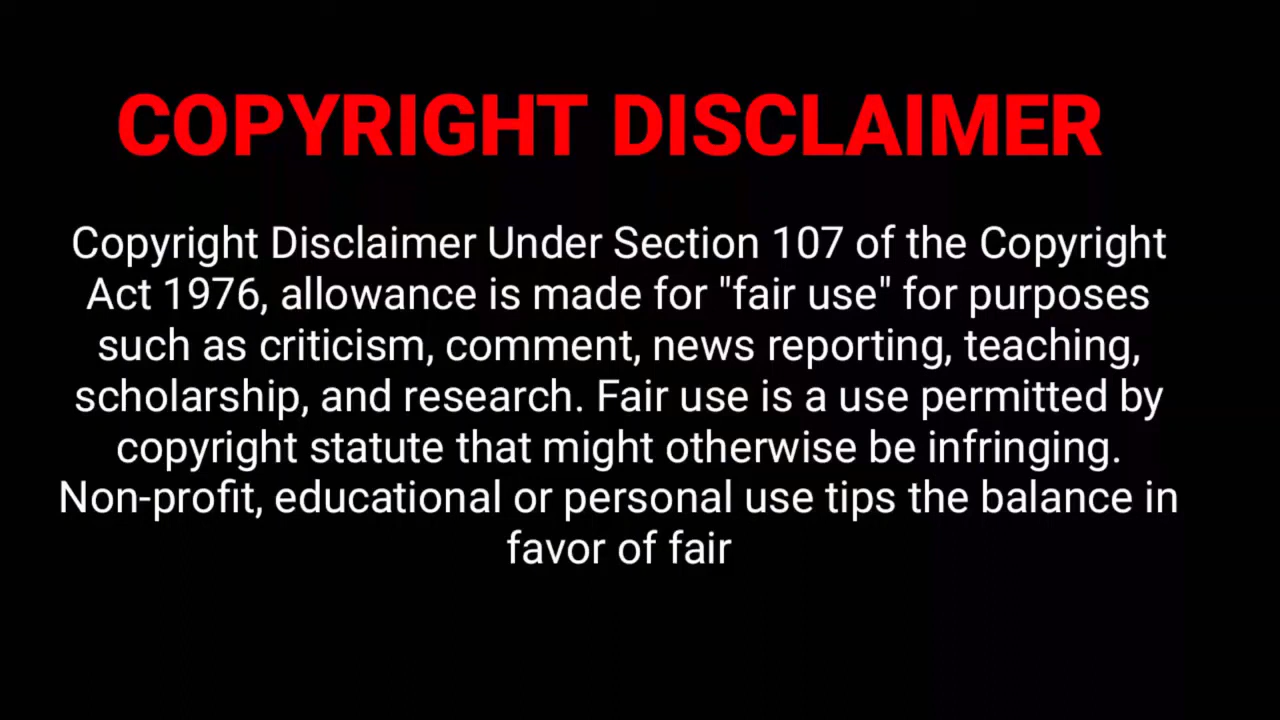 COPYRIGHT DISCLAIMER
Copyright Disclaimer Under Section 107 of the Copyright
Act 1976, allowance is made for "fair use" for purposes
such as criticism, comment, news reporting, teaching,
scholarship, and research. Fair use is a use permitted by
copyright statute that might otherwise be infringing.
Non-profit, educational or personal use tips the balance in
favor of fair